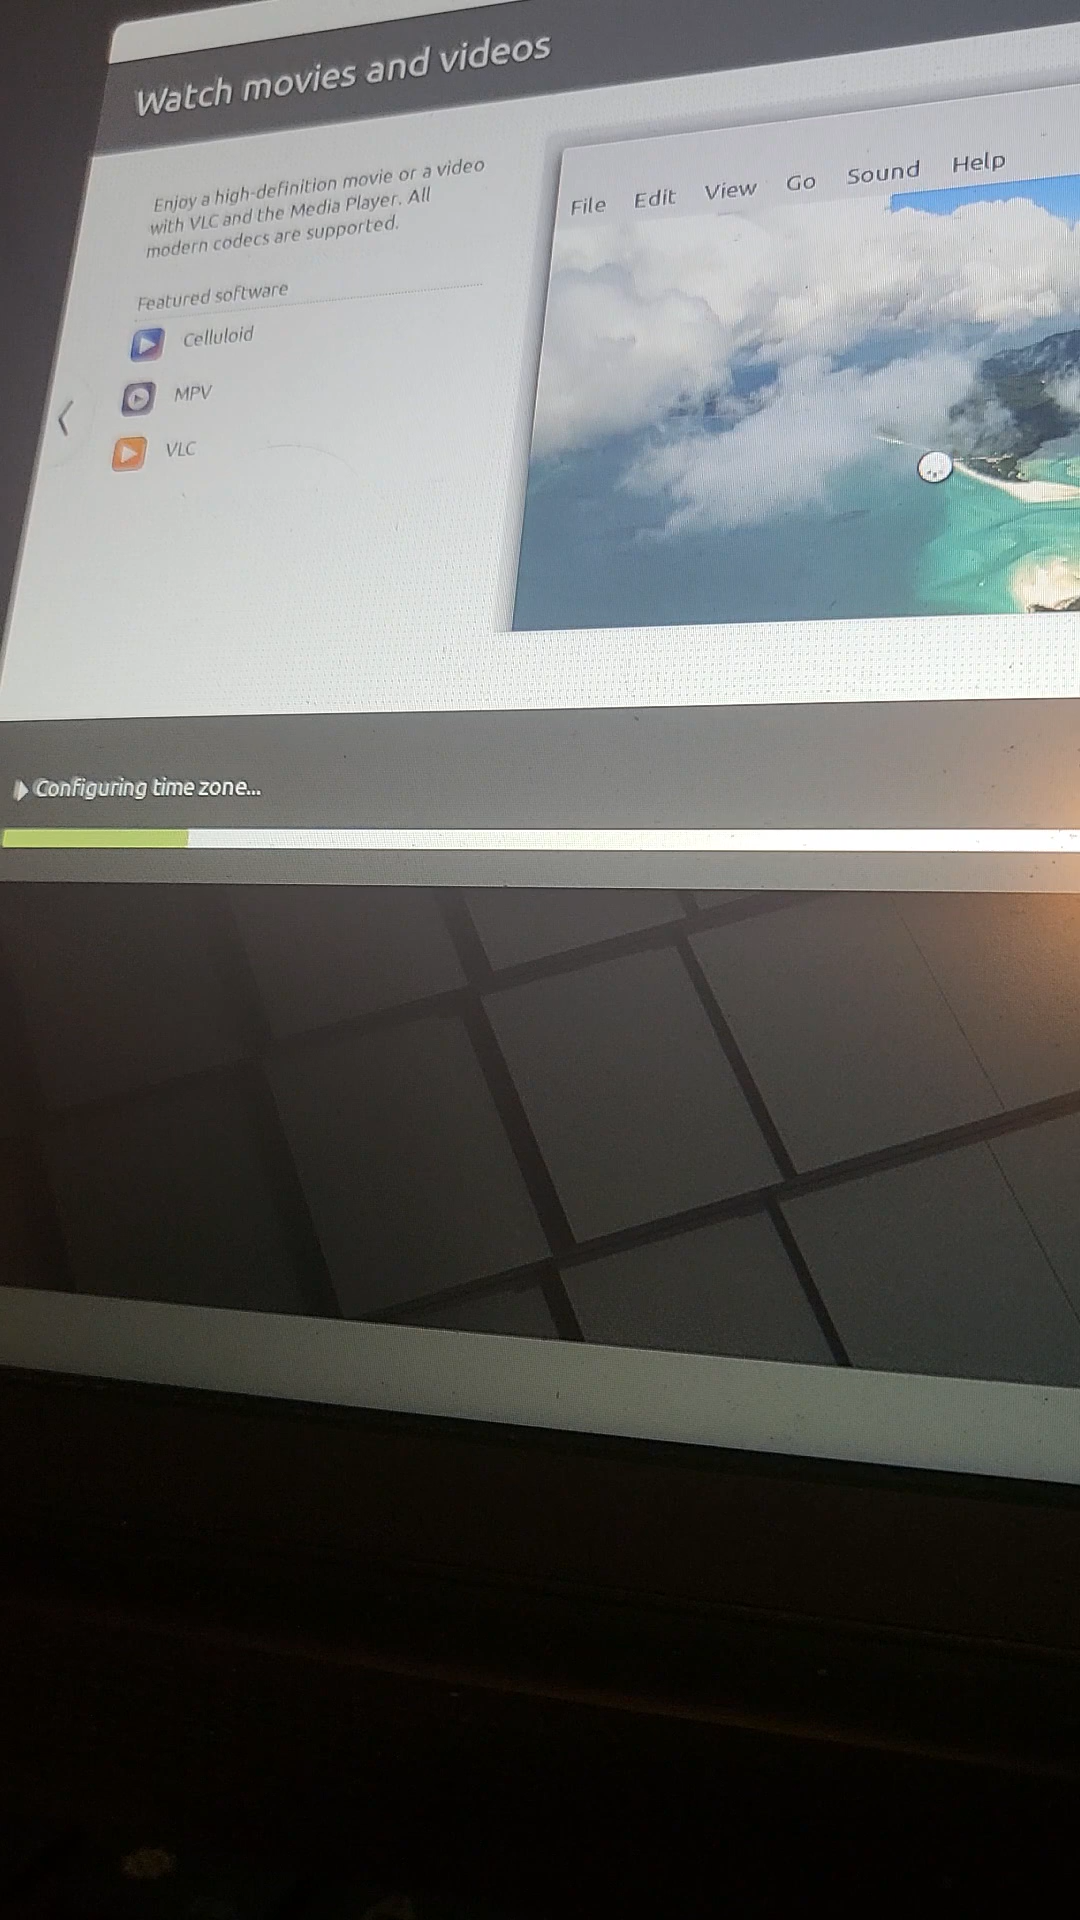 Watch movies and videos
Enjoy a high-definition movie or a video
with VLC and the Media Player. All
modern codecs are supported.
Featured software
Celluloid
MPV
VLC
File Edit View Go Sound Help
Configuring time zone...